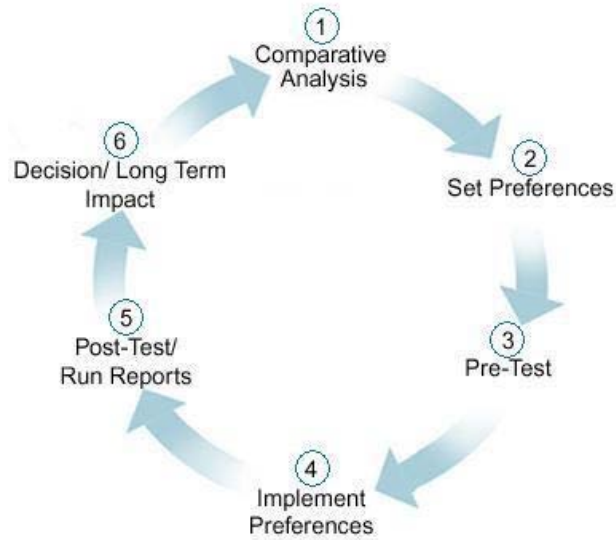 1
Comparative
Analysis
2
Set Preferences
3
Pre-Test
4
Implement
Preferences
5
Post-Test/
Run Reports
6
Decision/ Long Term
Impact